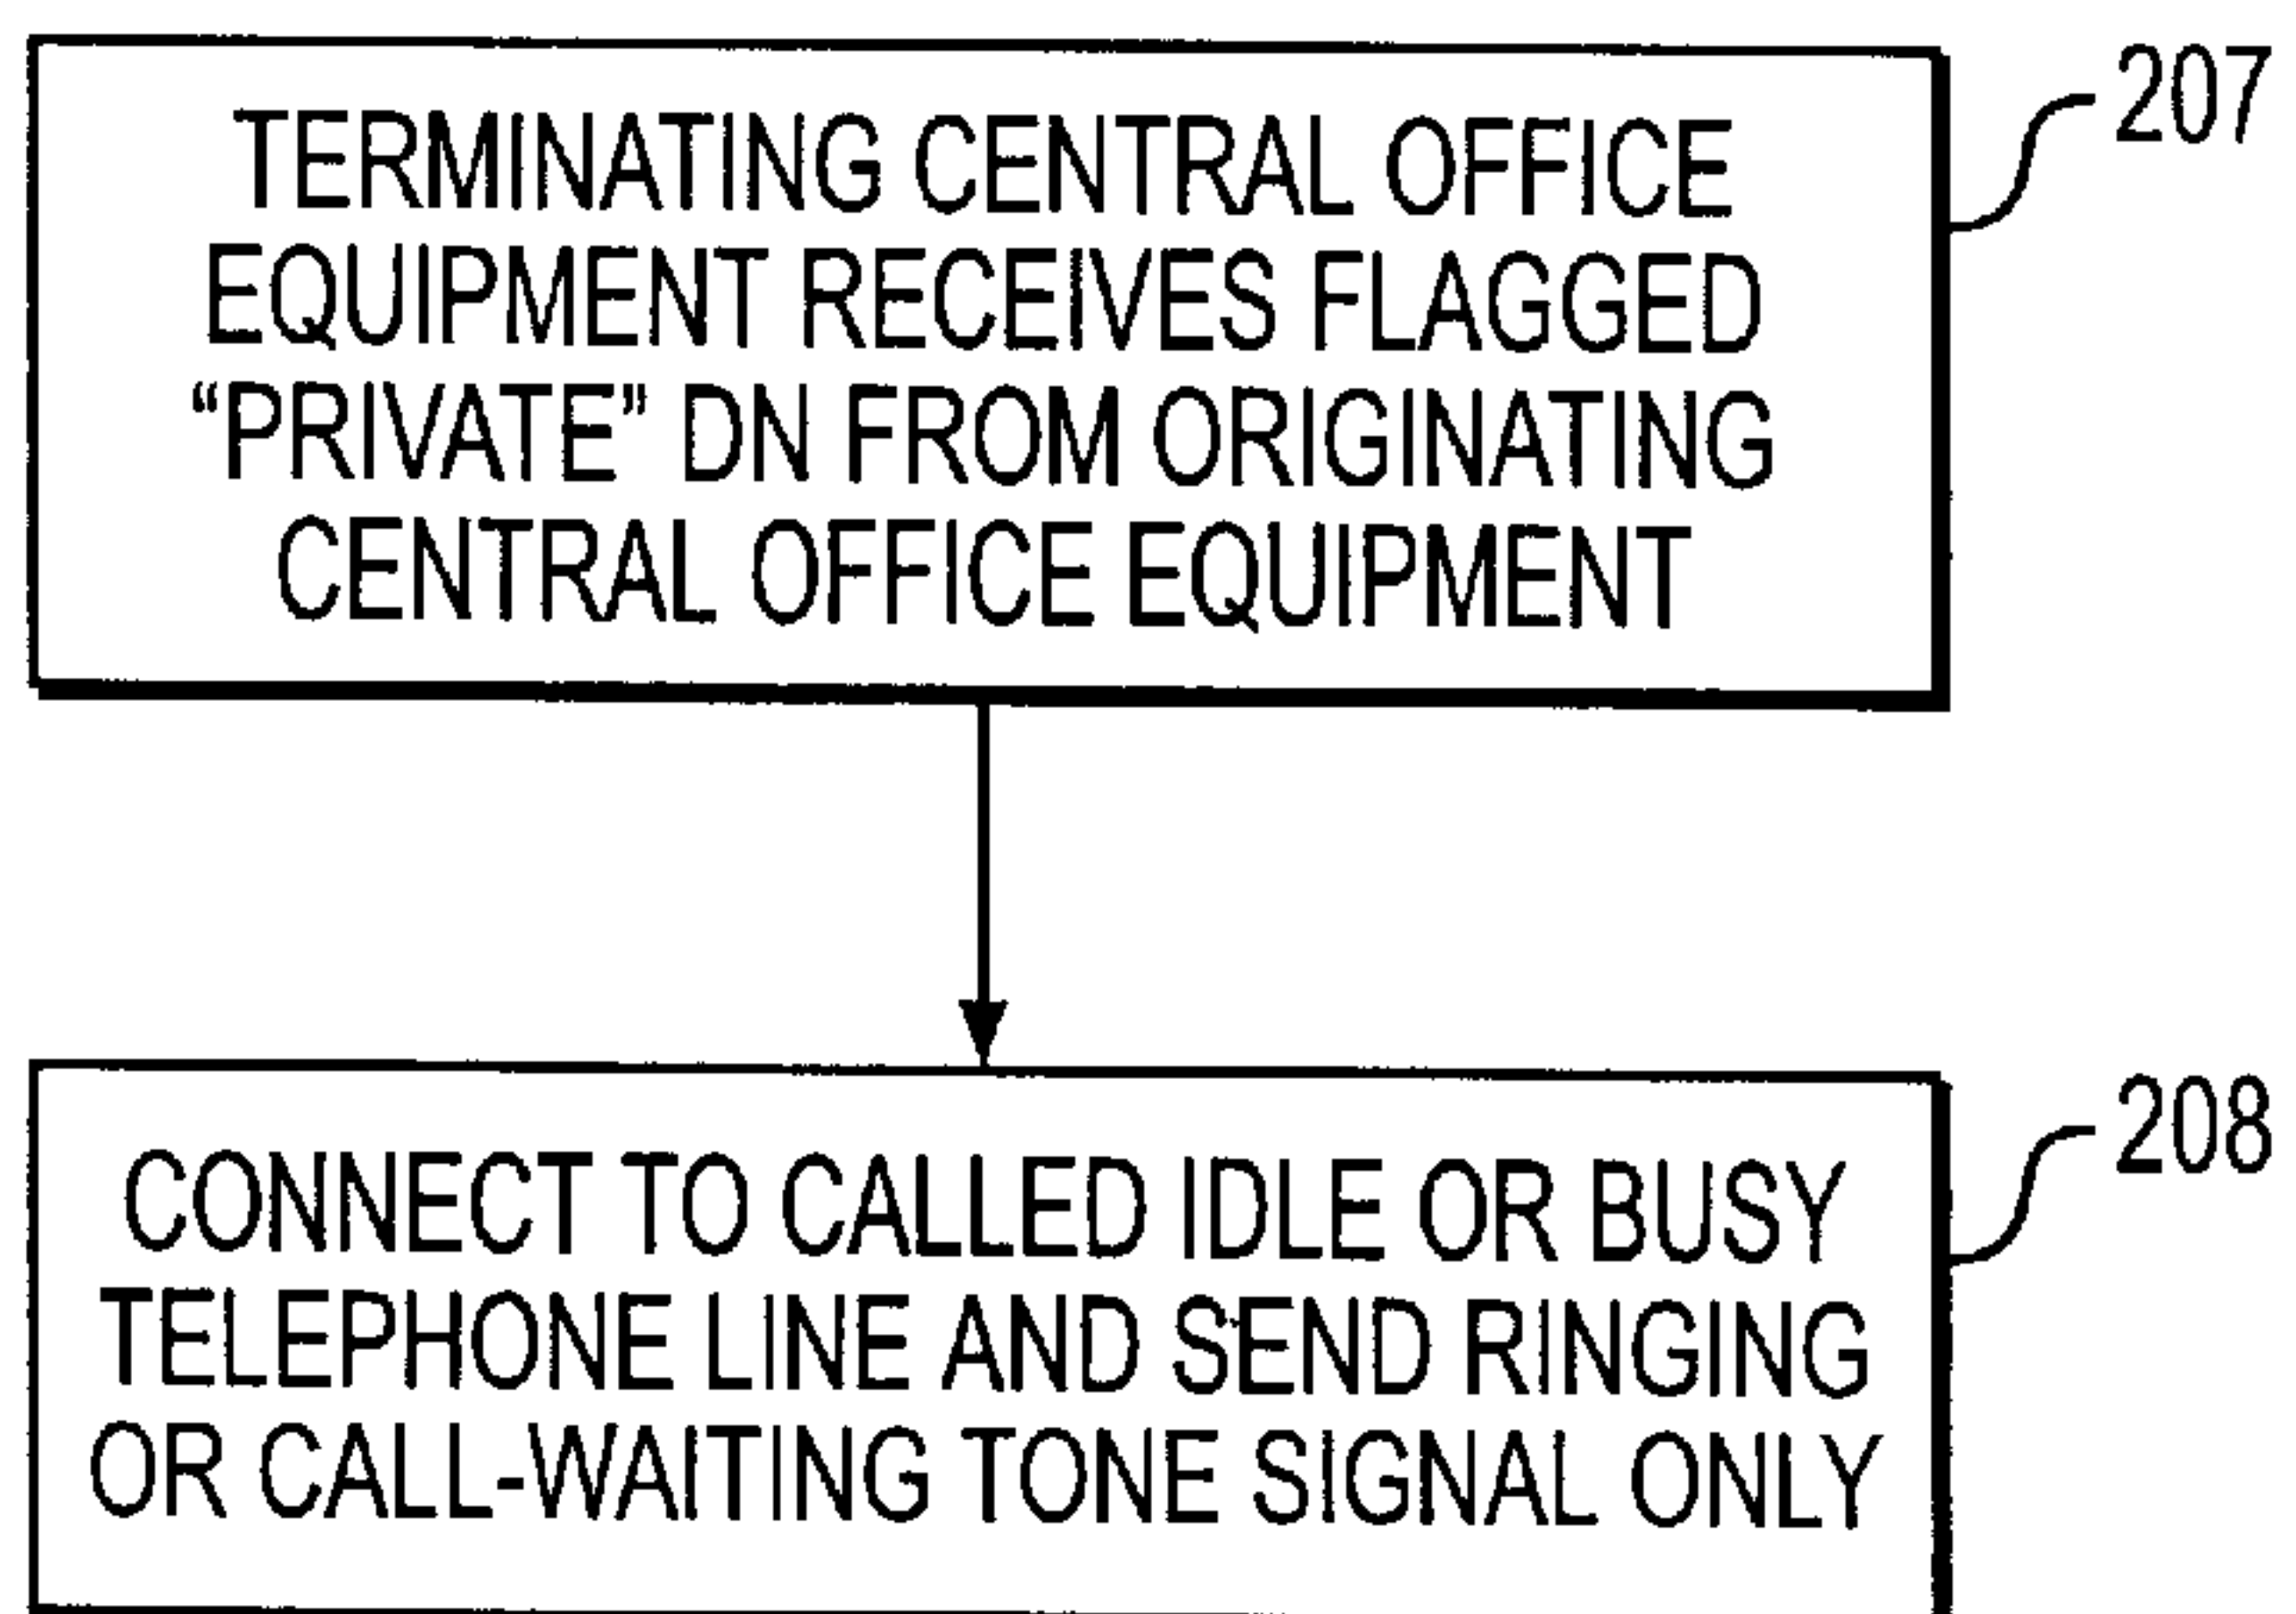 TERMINATING CENTRAL OFFICE
EQUIPMENT RECEIVES FLAGGED
“PRIVATE” DN FROM ORIGINATING
CENTRAL OFFICE EQUIPMENT
207
CONNECT TO CALLED IDLE OR BUSY
TELEPHONE LINE AND SEND RINGING
OR CALL-WAITING TONE SIGNAL ONLY
208